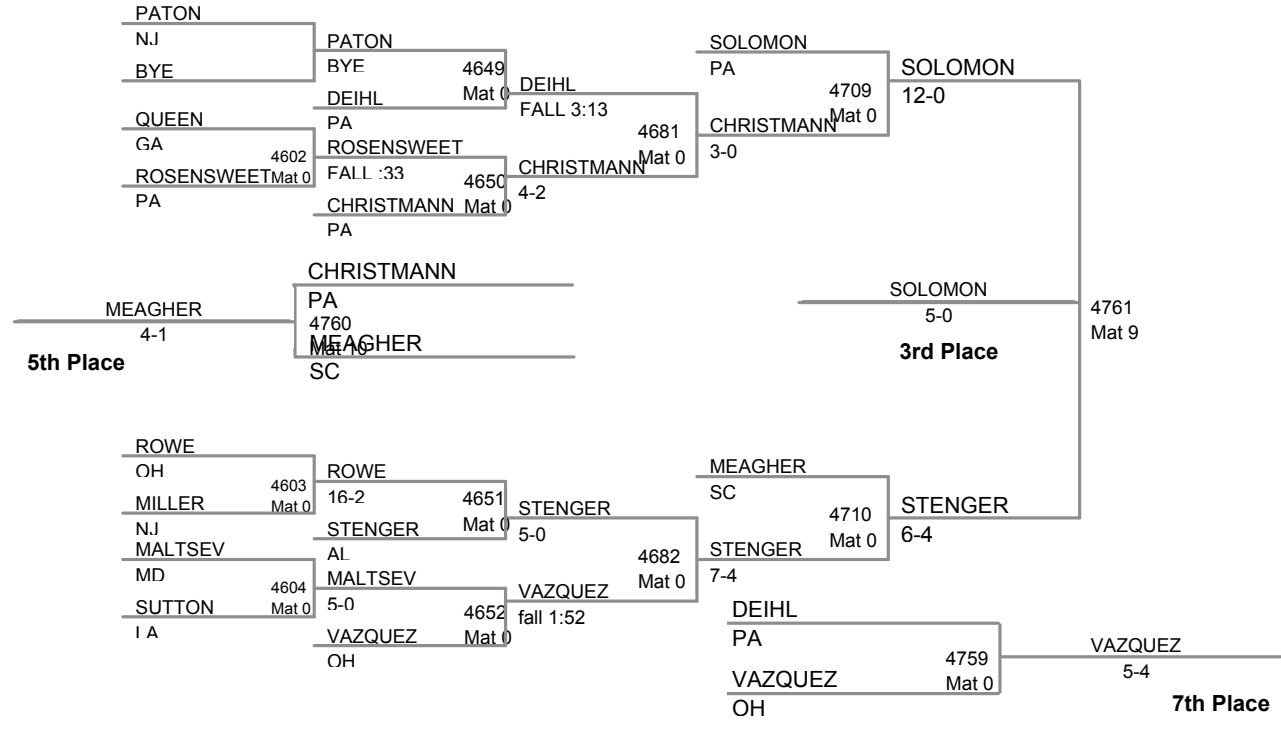 PATON
NJ
BYE
PATON
BYE
4649
Mat 0
DEIHL
PA
DEIHL
FALL 3:13
QUEEN
GA
4602
Mat 0
ROSENSWEET
PA
ROSENSWEET
FALL :33
4650
Mat 0
CHRISTMANN
PA
CHRISTMANN
4-2
4681
Mat 0
SOLOMON
PA
4709
Mat 0
CHRISTMANN
3-0
SOLOMON
12-0
CHRISTMANN
PA
4760
Mat 10
MEAGHER
SC
MEAGHER
4-1
5th Place
SOLOMON
5-0
3rd Place
4761
Mat 9
ROWE
OH
4603
Mat 0
MILLER
NJ
ROWE
16-2
4651
Mat 0
STENGER
AL
STENGER
5-0
MALTSEV
MD
4604
Mat 0
SUTTON
LA
MALTSEV
5-0
4652
Mat 0
VAZQUEZ
OH
VAZQUEZ
fall 1:52
4682
Mat 0
MEAGHER
SC
4710
Mat 0
STENGER
7-4
STENGER
6-4
DEIHL
PA
4759
Mat 0
VAZQUEZ
OH
VAZQUEZ
5-4
7th Place